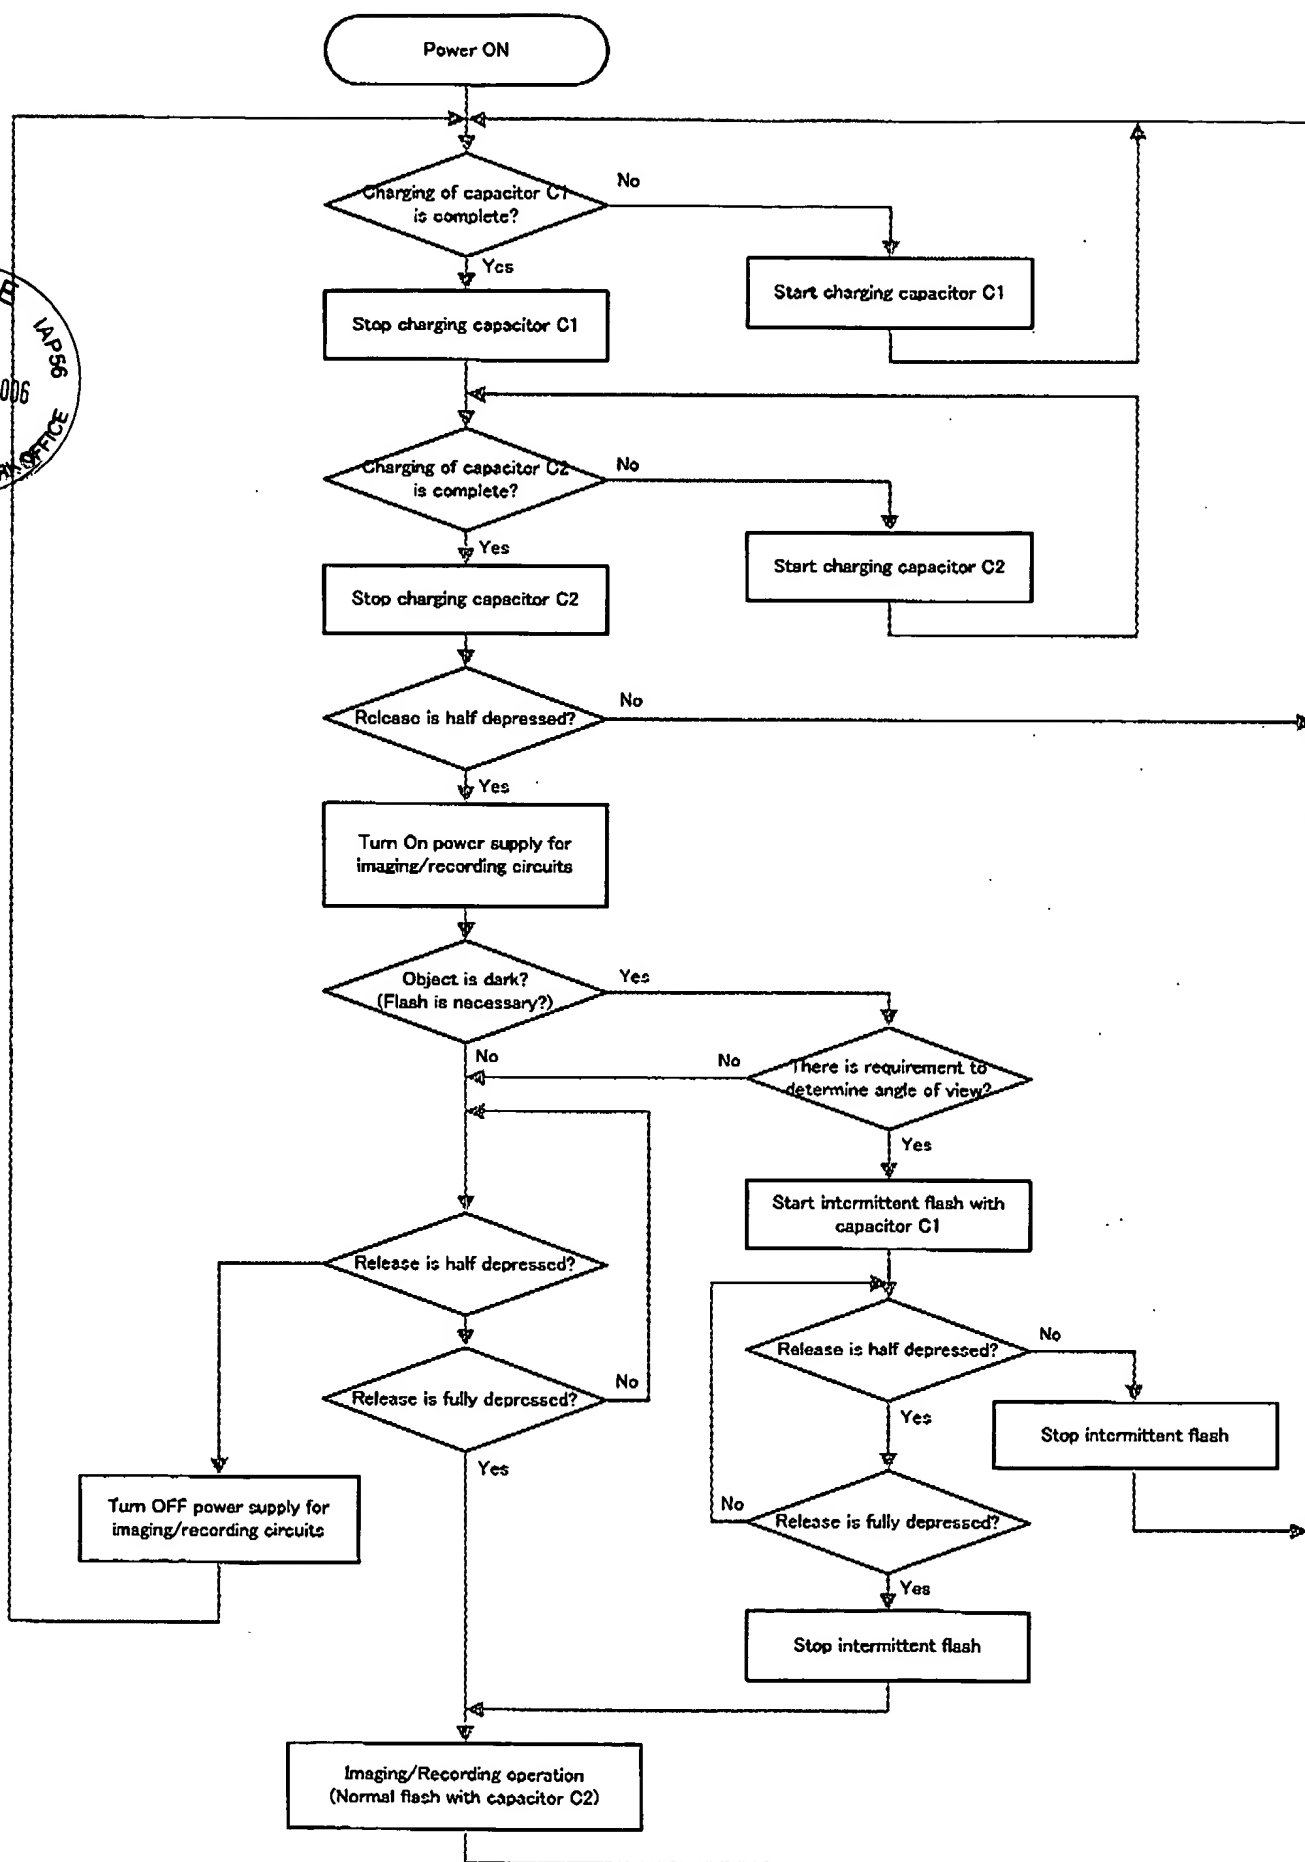 Power ON
Charging of capacitor C1
is complete?
No
Yes
Start charging capacitor C1
Stop charging capacitor C1
E
IAP56
006
OFFICE
Charging of capacitor C2
is complete?
No
Yes
Start charging capacitor C2
Stop charging capacitor C2
Release is half depressed?
No
Yes
Turn On power supply for
imaging/recording circuits
Object is dark?
(Flash is necessary?)
Yes
No
No
There is requirement to
determine angle of view?
Yes
Start intermittent flash with
capacitor C1
Release is half depressed?
Release is half depressed?
No
Yes
Release is fully depressed?
No
Yes
Stop intermittent flash
Turn OFF power supply for
imaging/recording circuits
No
Release is fully depressed?
Yes
Stop intermittent flash
Imaging/Recording operation
(Normal flash with capacitor C2)